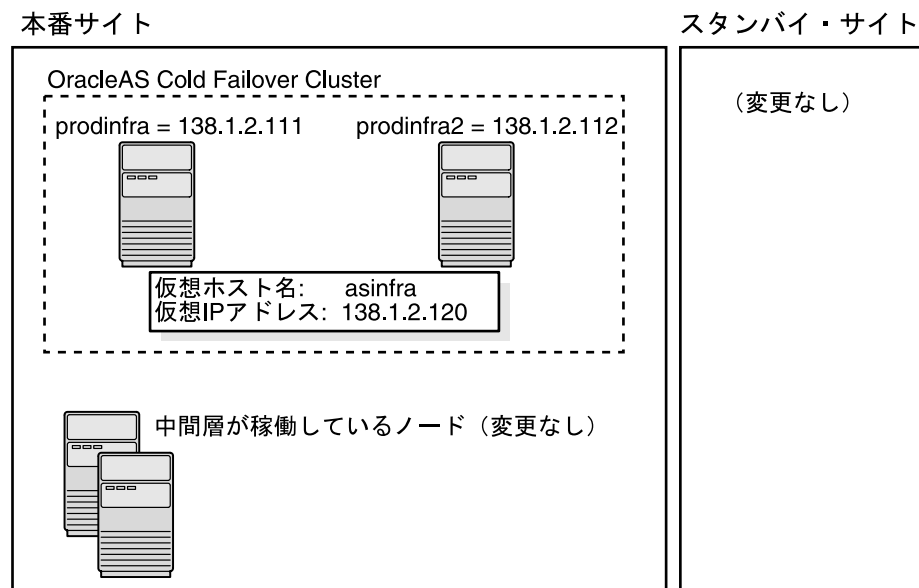 本番サイト
スタンバイ・サイト
OracleAS Cold Failover Cluster
（変更なし）
prodinfra = 138.1.2.111
prodinfra2 = 138.1.2.112
仮想ホスト名: asinfra
仮想IPアドレス: 138.1.2.120
中間層が稼働しているノード（変更なし）